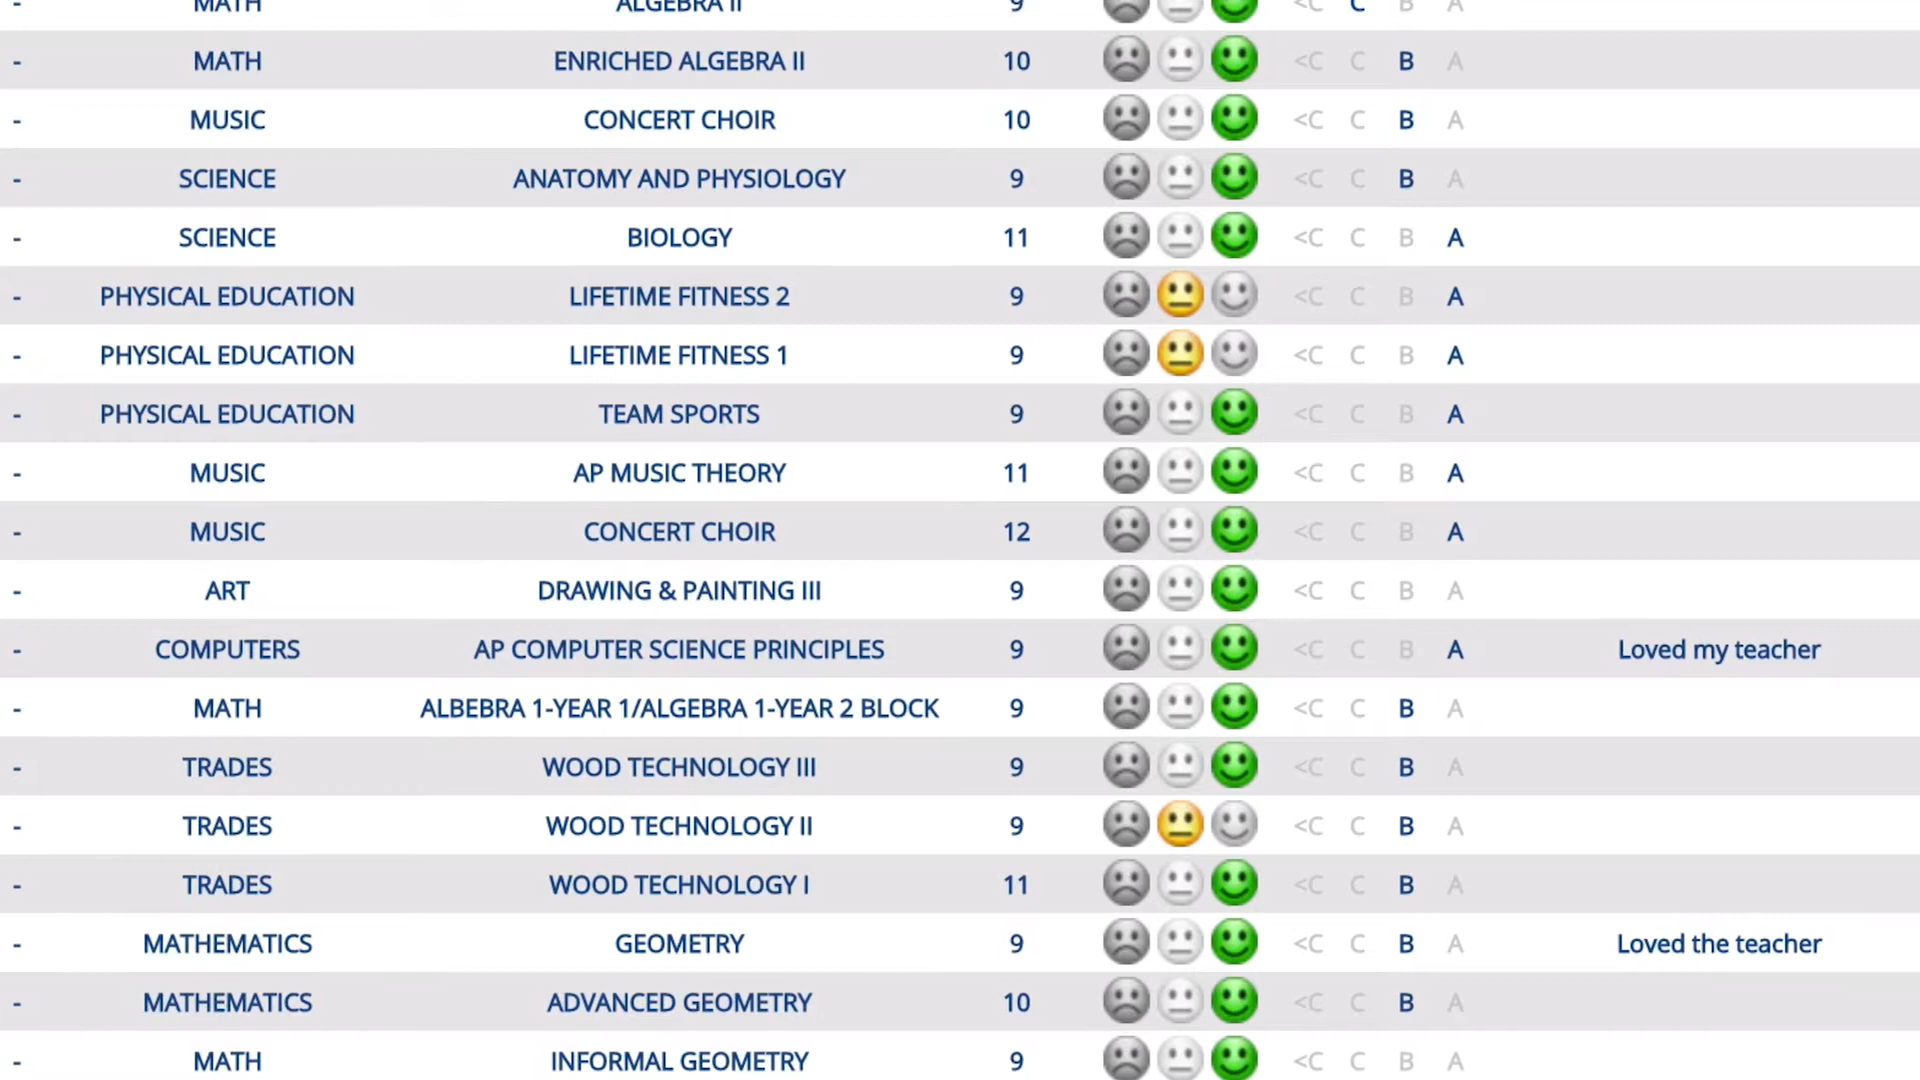 - MATH ALGEBRA II 9 <C C B A
- MATH ENRICHED ALGEBRA II 10 <C C B A
- MUSIC CONCERT CHOIR 10 <C C B A
- SCIENCE ANATOMY AND PHYSIOLOGY 9 <C C B A
- SCIENCE BIOLOGY 11 <C C B A
- PHYSICAL EDUCATION LIFETIME FITNESS 2 9 <C C B A
- PHYSICAL EDUCATION LIFETIME FITNESS 1 9 <C C B A
- PHYSICAL EDUCATION TEAM SPORTS 9 <C C B A
- MUSIC AP MUSIC THEORY 11 <C C B A
- MUSIC CONCERT CHOIR 12 <C C B A
- ART DRAWING & PAINTING III 9 <C C B A
- COMPUTERS AP COMPUTER SCIENCE PRINCIPLES 9 <C C B A Loved my teacher
- MATH ALBEBRA 1-YEAR 1/ALGEBRA 1-YEAR 2 BLOCK 9 <C C B A
- TRADES WOOD TECHNOLOGY III 9 <C C B A
- TRADES WOOD TECHNOLOGY II 9 <C C B A
- TRADES WOOD TECHNOLOGY I 11 <C C B A
- MATHEMATICS GEOMETRY 9 <C C B A Loved the teacher
- MATHEMATICS ADVANCED GEOMETRY 10 <C C B A
- MATH INFORMAL GEOMETRY 9 <C C B A